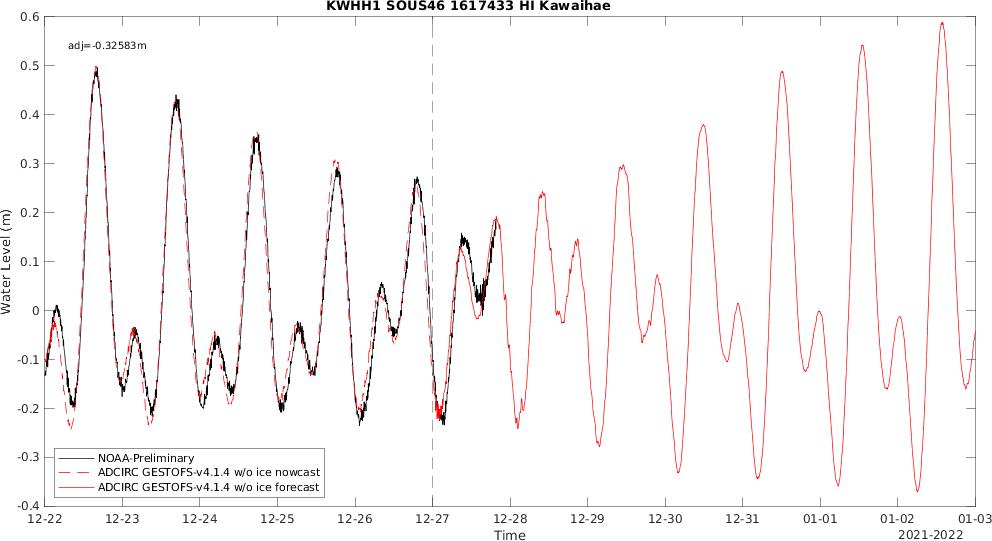 KWHH1 SOUS46 1617433 HI Kawaihae
adj=-0.32583m
0.6
0.5
0.4
0.3
0.2
0.1
0
-0.1
-0.2
-0.3
-0.4
Water Level (m)
NOAA-Preliminary
ADCIRC GESTOFS-v4.1.4 w/o ice nowcast
ADCIRC GESTOFS-v4.1.4 w/o ice forecast
12-22 12-23 12-24 12-25 12-26 12-27 12-28 12-29 12-30 12-31 01-01 01-02 01-03
Time
2021-2022